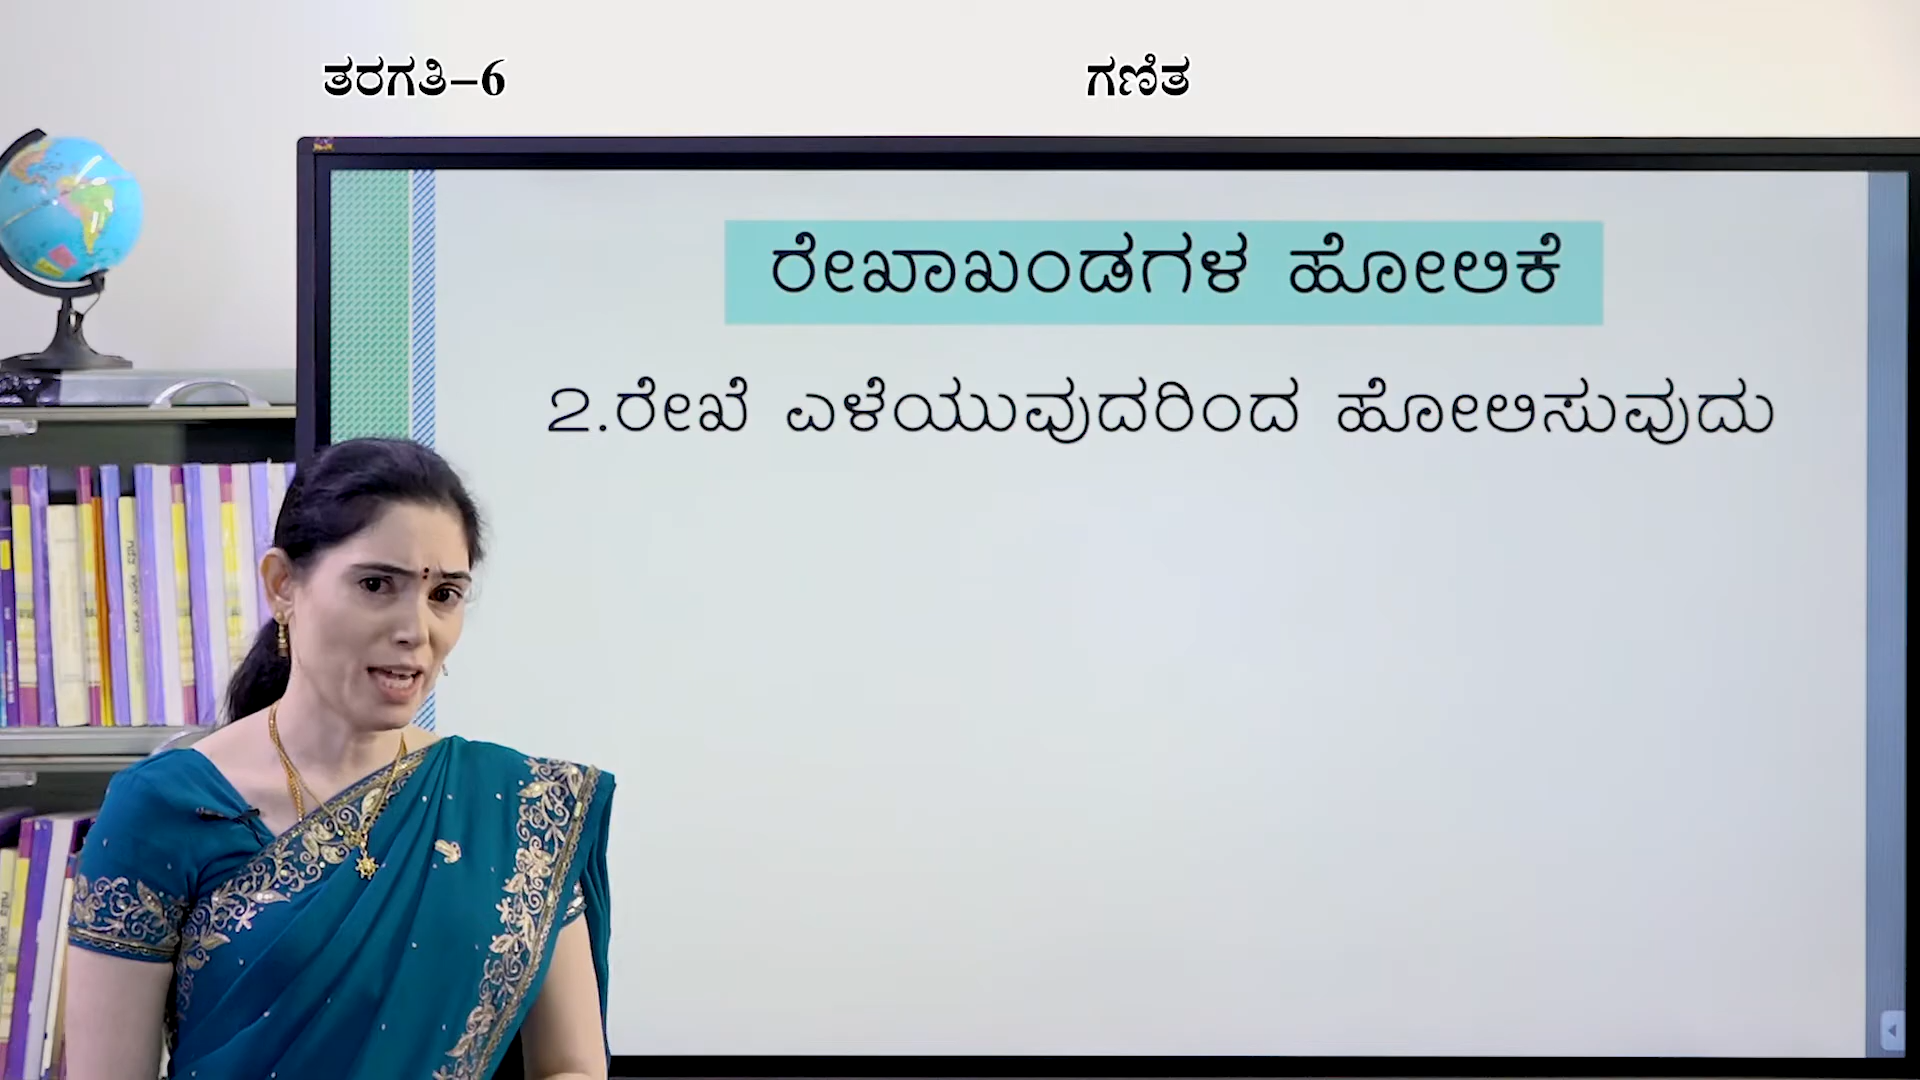 ತರಗತಿ–6
ಗಣಿತ
ರೇಖಾಖಂಡಗಳ ಹೋಲಿಕೆ
2.ರೇಖೆ ಎಳೆಯುವುದರಿಂದ ಹೋಲಿಸುವುದು